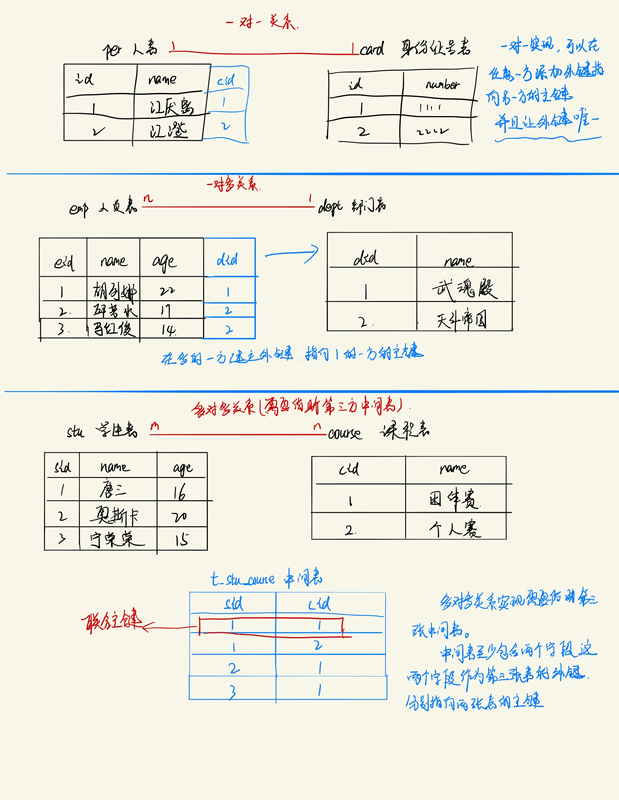 一对一关系.
per 人表 1 1 card 身份证号表
id name cid
1 江厌离 1
2 江澄 2
id number
1 1111
2 2222
一对一实现,可以在
任意一方添加外键指
向另一方的主键
并且让外键唯一
一对多关系.
emp 人员表 n 1 dept 部门表
eid name age did
1 胡列娜 22 1
2. 17 2
3. 马红俊 14. 2
did name
1 武魂殿
2. 天斗帝国
在多的一方建立外键.指向1的一方的主键
多对多关系(需要借助第三方中间表).
stu 学生表 m n course 课程表
sid name age
1 唐三 16
2 奥斯卡 20
3 宁荣荣 15
cid name
1 团体赛
2. 个人赛
t_stu_course 中间表
sid cid
1 1
1 2
2 1
3 1
联合主键
多对多关系实现需要借助第三
张中间表。
中间表至少包含两个字段.这
两个字段作为第三张表的外键.
分别指向两张表的主键